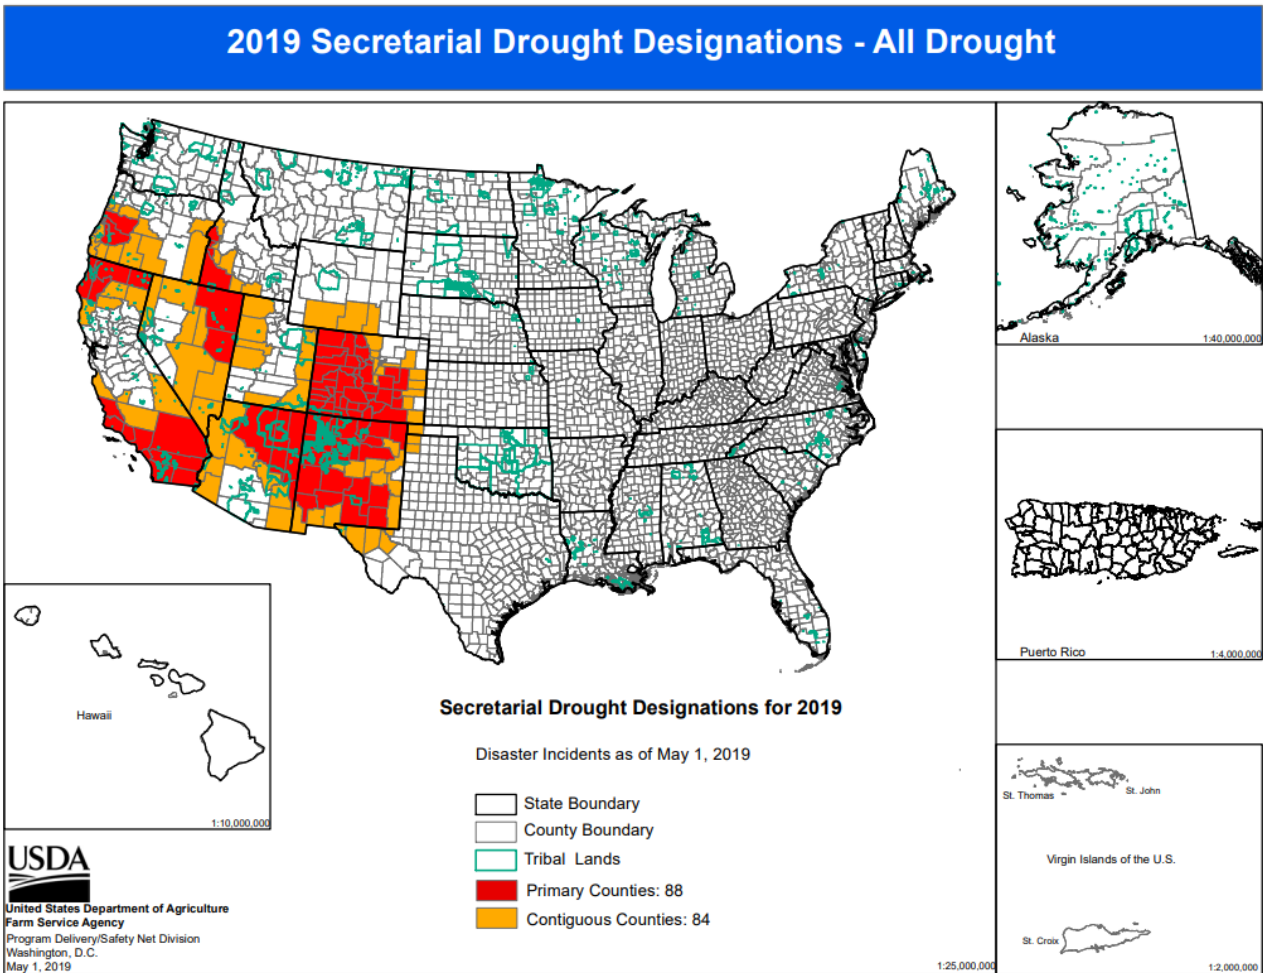 2019 Secretarial Drought Designations - All Drought
Alaska
1:40,000,000
Puerto Rico
1:4,000,000
Hawaii
1:10,000,000
Secretarial Drought Designations for 2019
Disaster Incidents as of May 1, 2019
State Boundary
County Boundary
Tribal Lands
Primary Counties: 88
Contiguous Counties: 84
St. Thomas
St. John
Virgin Islands of the U.S.
St. Croix
1:2,000,000
USDA
United States Department of Agriculture
Farm Service Agency
Program Delivery/Safety Net Division
Washington, D.C.
May 1, 2019
1:25,000,000